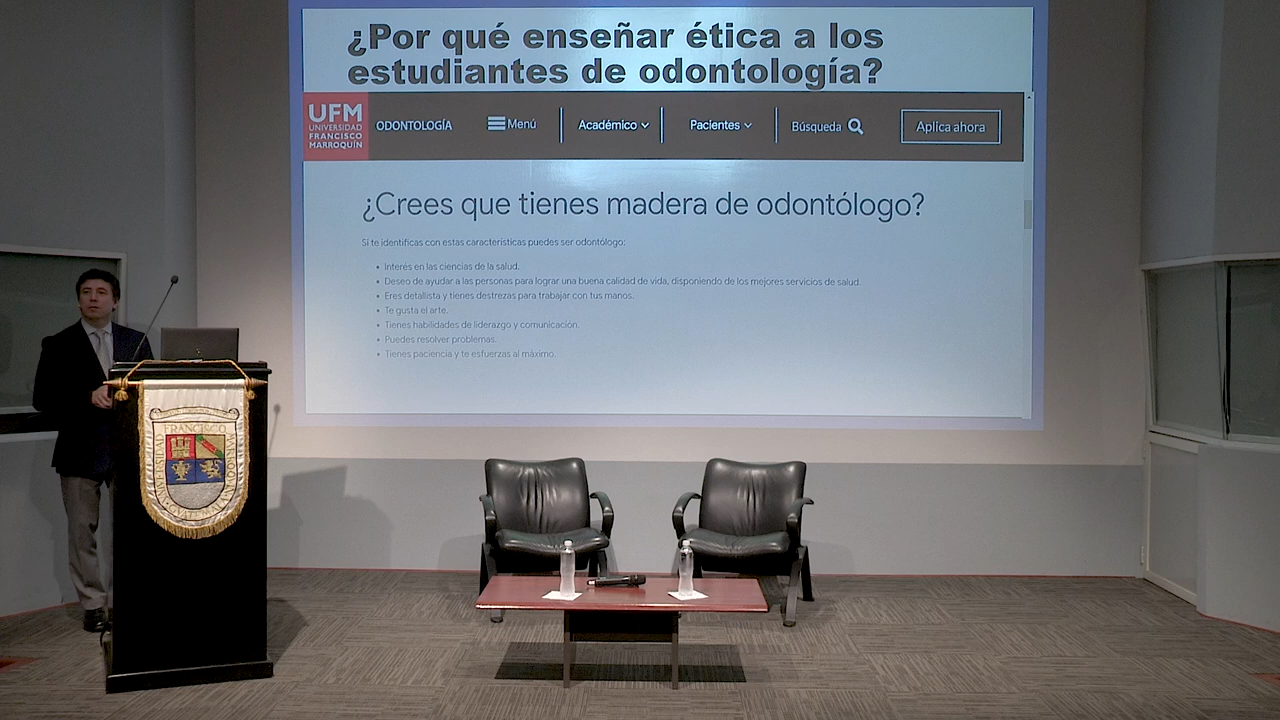 ¿Por qué enseñar ética a los
estudiantes de odontología?
UFM
UNIVERSIDAD
FRANCISCO
MARROQUÍN
ODONTOLOGÍA
Menú
Académico
Pacientes
Búsqueda
Aplica ahora
¿Crees que tienes madera de odontólogo?
Si te identificas con estas características puedes ser odontólogo:
• Interés en las ciencias de la salud.
• Deseo de ayudar a las personas para lograr una buena calidad de vida, disponiendo de los mejores servicios de salud.
• Eres detallista y tienes destrezas para trabajar con tus manos.
• Te gusta el arte.
• Tienes habilidades de liderazgo y comunicación.
• Puedes resolver problemas.
• Tienes paciencia y te esfuerzas al máximo.
FRANCISCO